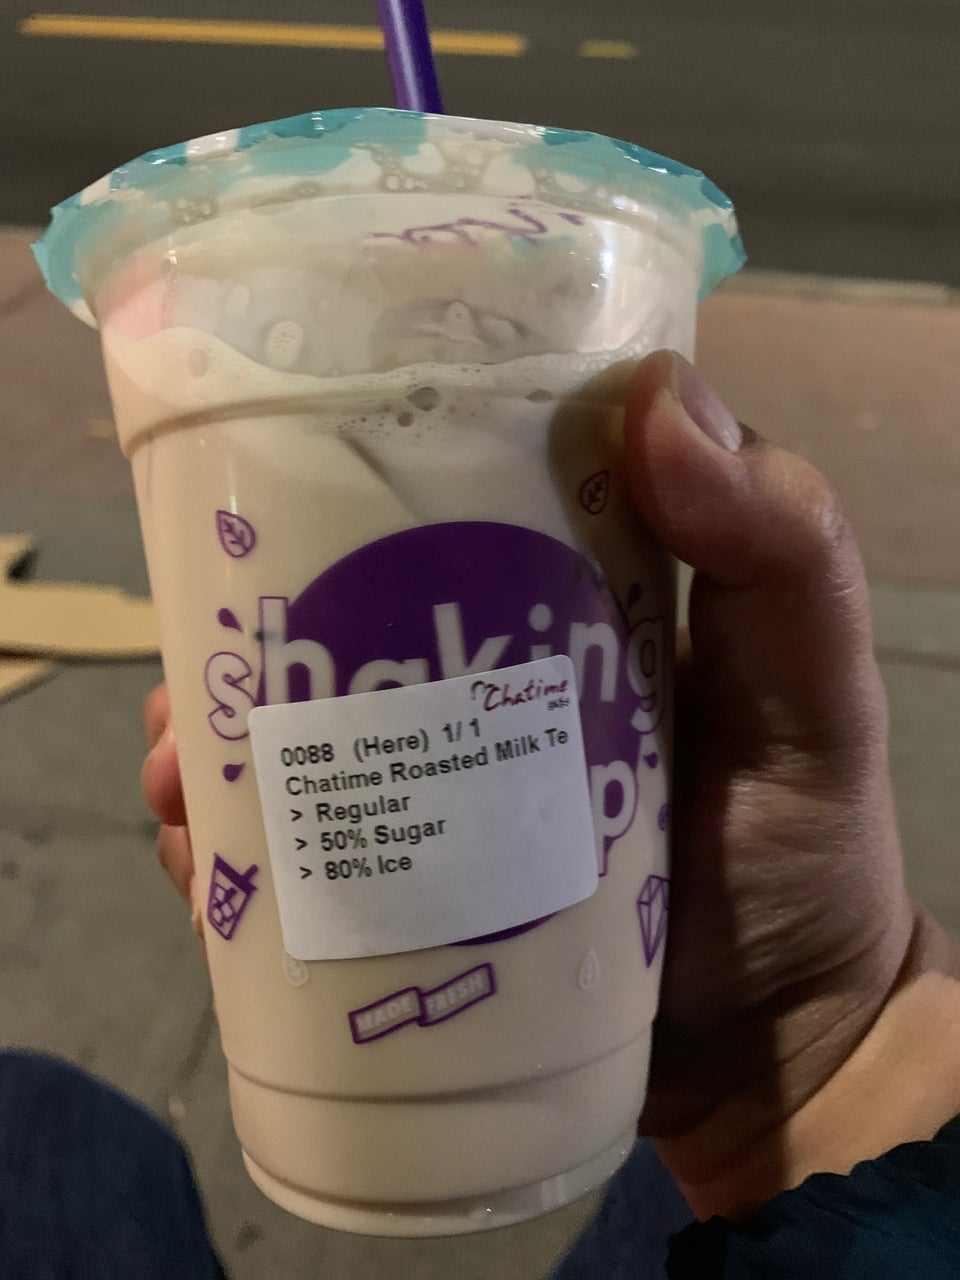 shaking
Chatime
0088 (Here) 1/1
Chatime Roasted Milk Te
> Regular
> 50% Sugar
> 80% Ice
p
MADE FRESH